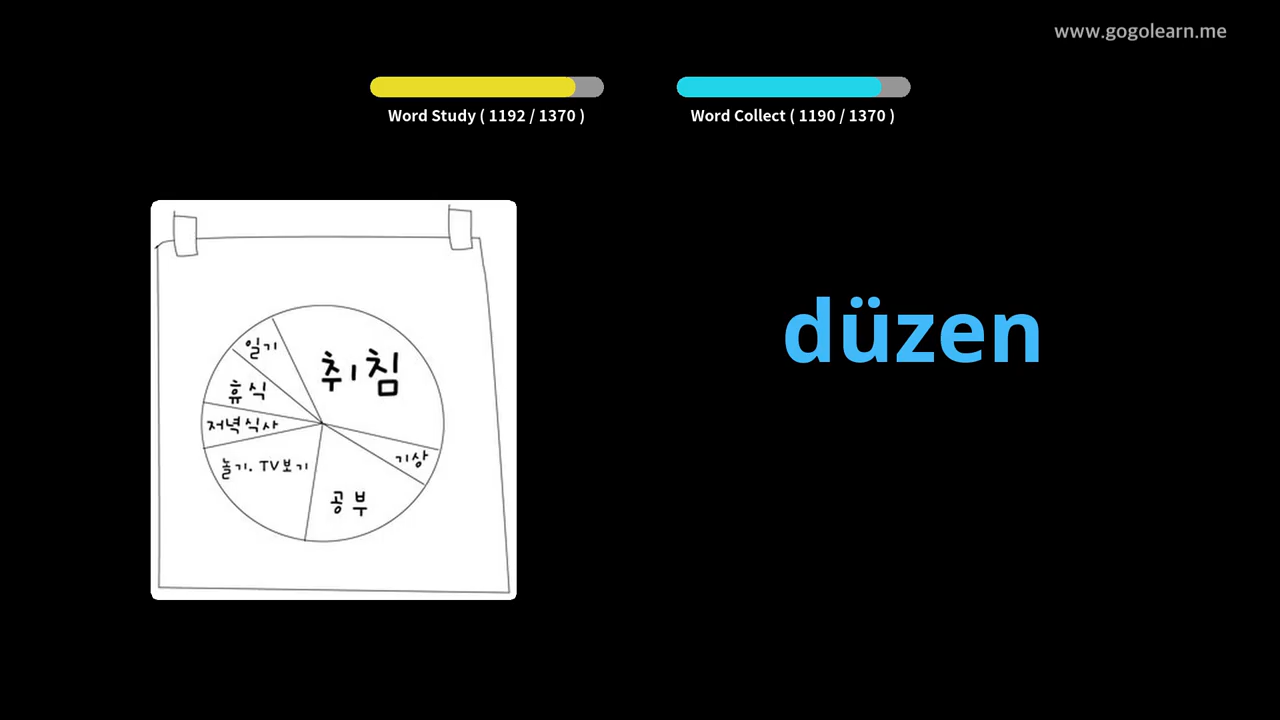 www.gogolearn.me
Word Study ( 1192 / 1370 )
Word Collect ( 1190 / 1370 )
일기
취침
휴식
저녁식사
기상
놀기. TV보기
공부
düzen